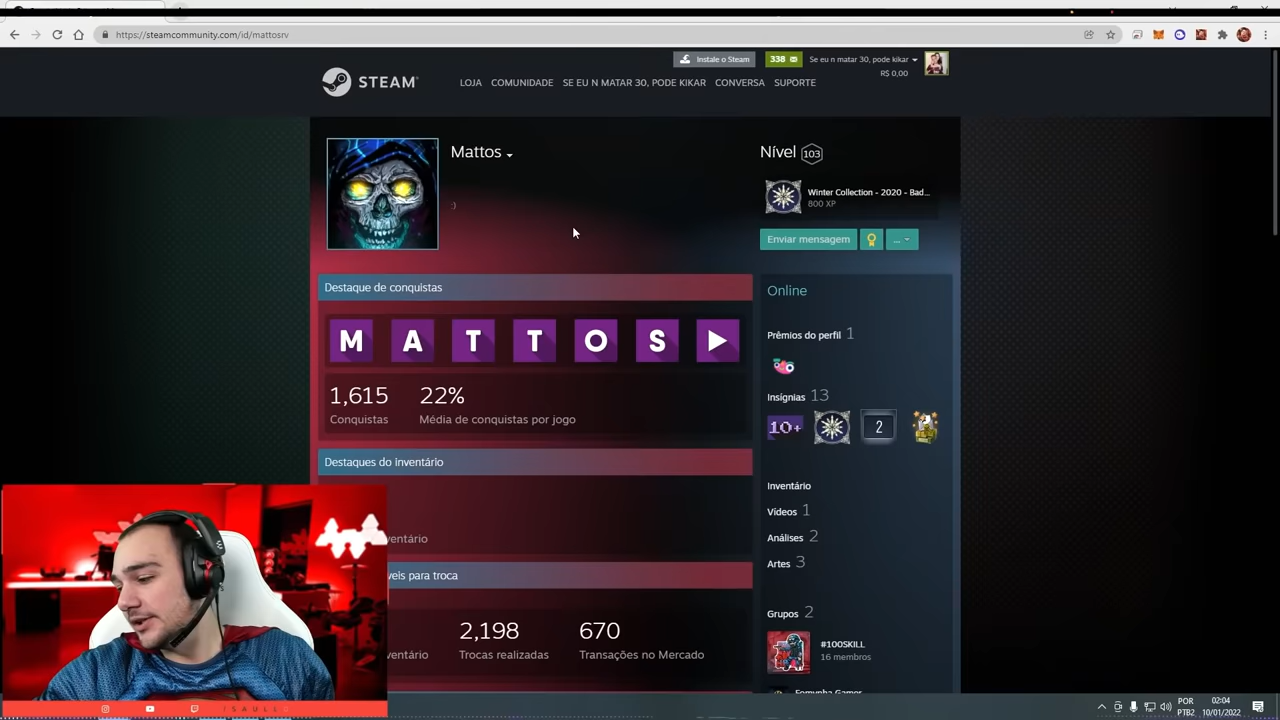 https://steamcommunity.com/id/mattosrv
Instale o Steam
338
Se eu n matar 30, pode kikar
R$ 0,00
STEAM
LOJA COMUNIDADE SE EU N MATAR 30, PODE KIKAR CONVERSA SUPORTE
Mattos
:)
Nível 103
Winter Collection - 2020 - Bad...
800 XP
Enviar mensagem
...
Destaque de conquistas
M A T T O S
1,615
Conquistas
22%
Média de conquistas por jogo
Destaques do inventário
ventário
veis para troca
ventário
2,198
Trocas realizadas
670
Transações no Mercado
Online
Prêmios do perfil 1
Insígnias 13
10+
2
Inventário
Vídeos 1
Análises 2
Artes 3
Grupos 2
#100SKILL
16 membros
Fomynha Gamer
POR
PTB2
02:04
10/01/2022